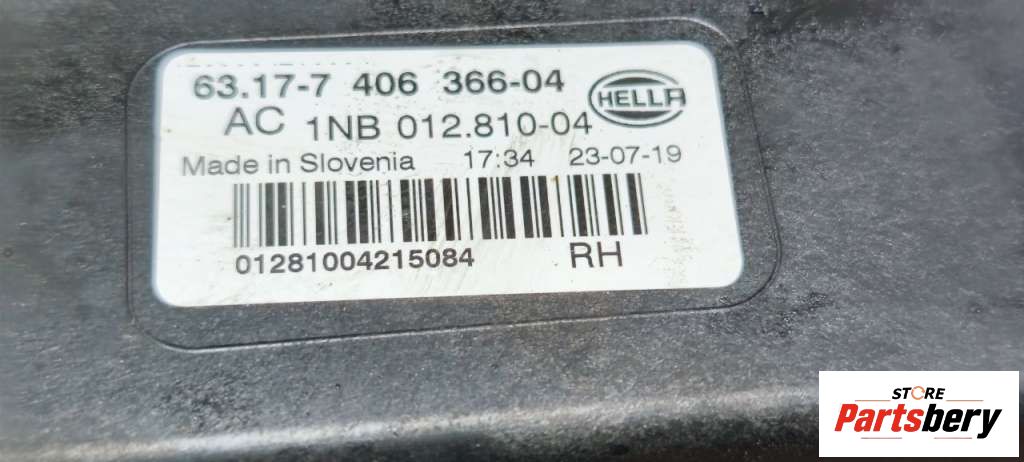 63.17-7 406 366-04
HELLA
AC 1NB 012.810-04
Made in Slovenia 17:34 23-07-19
01281004215084 RH
STORE
Partsbery